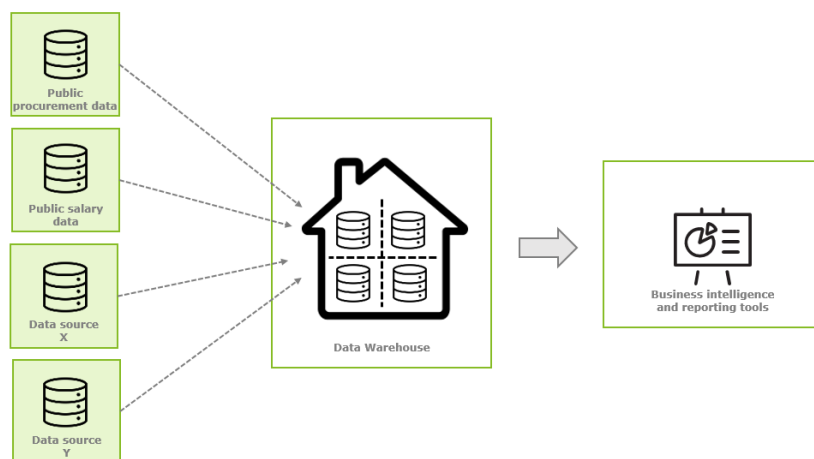 Public
procurement data
Public salary
data
Data source
X
Data source
Y
Data Warehouse
Business intelligence
and reporting tools